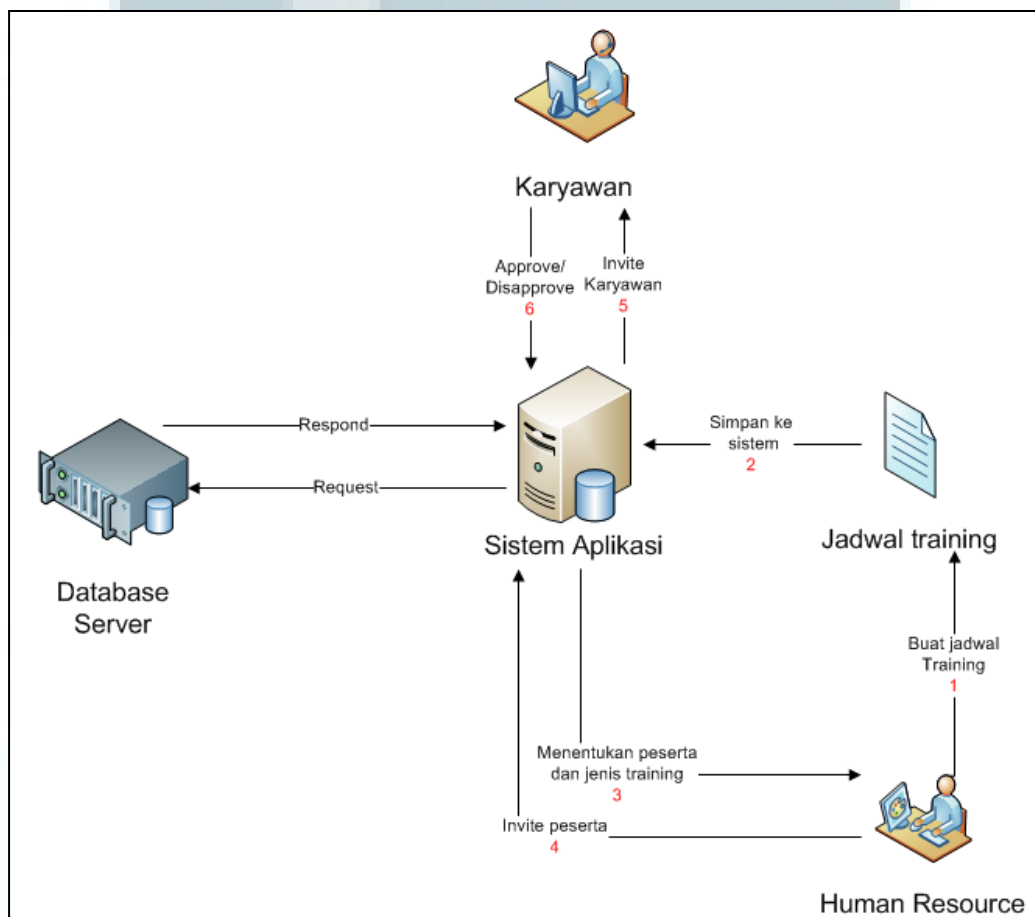 Karyawan
Approve/
Disapprove
6
Invite
Karyawan
5
Respond
Request
Simpan ke
sistem
2
Sistem Aplikasi
Jadwal training
Database
Server
Buat jadwal
Training
1
Menentukan peserta
dan jenis training
3
Invite peserta
4
Human Resource